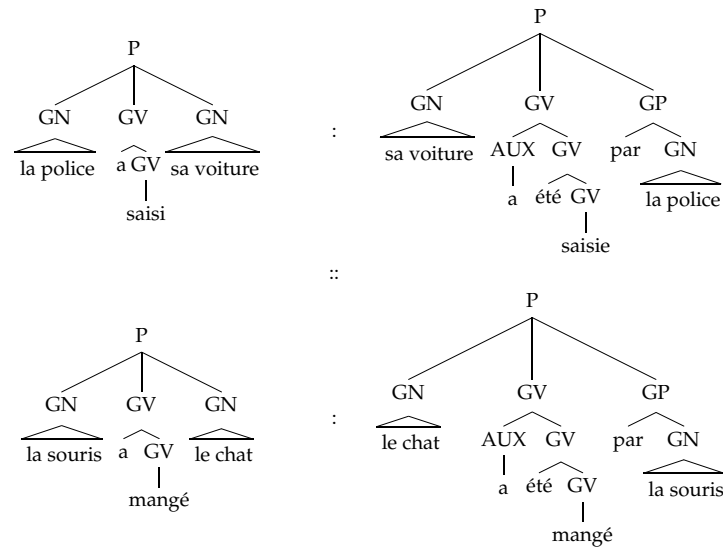 P
GN GV GN
la police a GV sa voiture
saisi
:
P
GN GV GP
sa voiture AUX GV par GN
a été GV la police
saisie
::
P
GN GV GN
la souris a GV le chat
mangé
:
P
GN GV GP
le chat AUX GV par GN
a été GV la souris
mangé